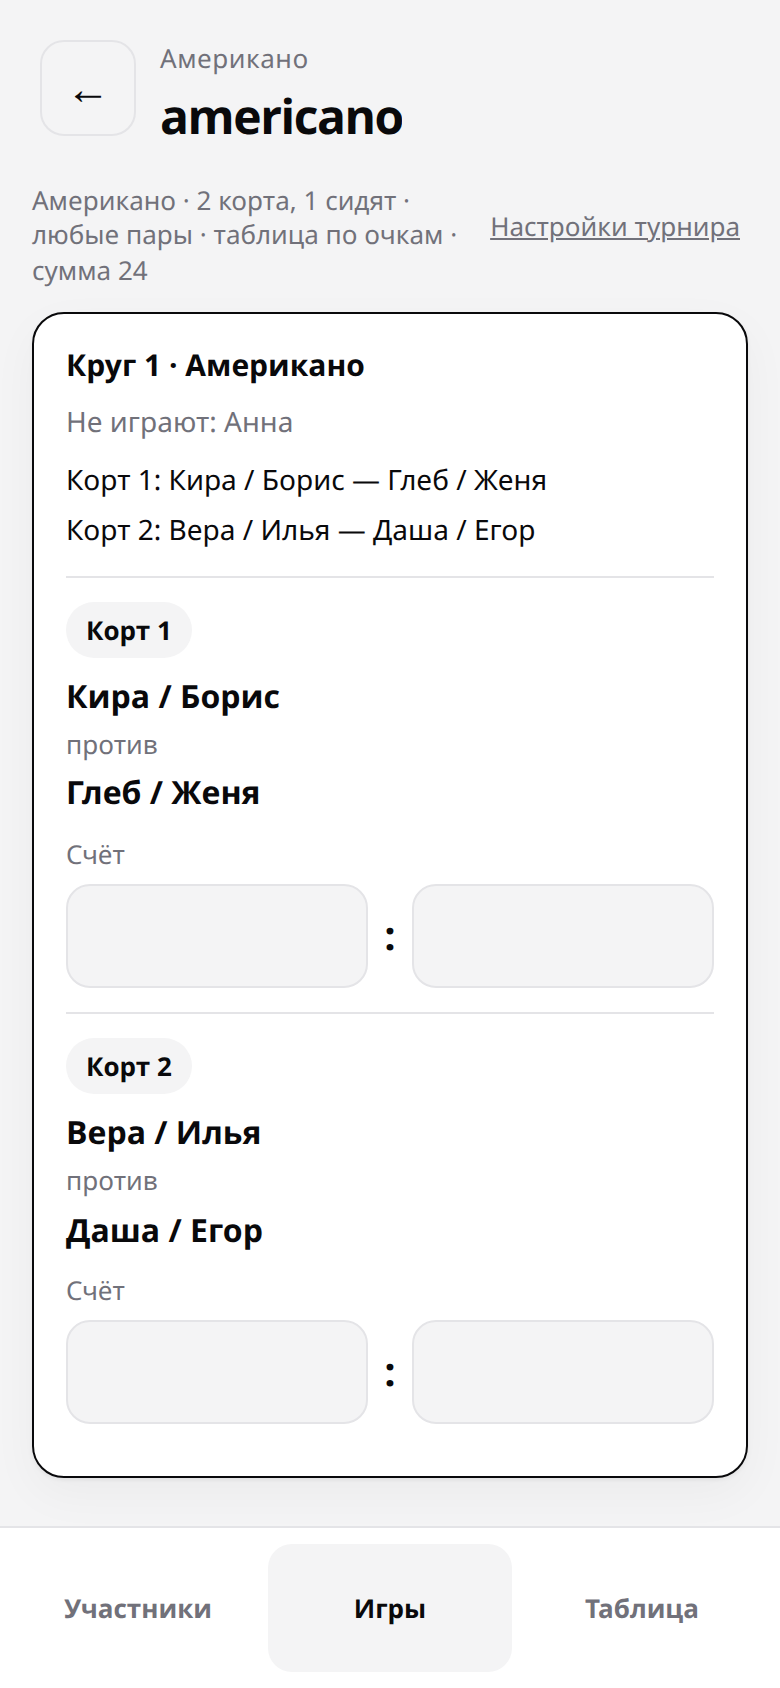 ←
Американо
americano
Американо · 2 корта, 1 сидят ·
любые пары · таблица по очкам ·
сумма 24
Настройки турнира
Круг 1 · Американо
Не играют: Анна
Корт 1: Кира / Борис — Глеб / Женя
Корт 2: Вера / Илья — Даша / Егор
Корт 1
Кира / Борис
против
Глеб / Женя
Счёт
:
Корт 2
Вера / Илья
против
Даша / Егор
Счёт
:
Участники
Игры
Таблица